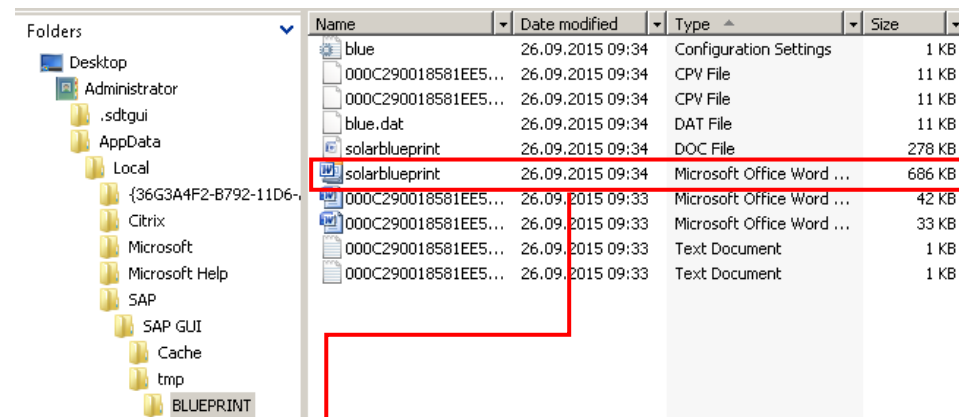 Folders
Desktop
Administrator
.sdtgui
AppData
Local
{36G3A4F2-B792-11D6-
Citrix
Microsoft
Microsoft Help
SAP
SAP GUI
Cache
tmp
BLUEPRINT
Name Date modified Type Size
blue 26.09.2015 09:34 Configuration Settings 1 KB
000C290018581EE5... 26.09.2015 09:34 CPV File 11 KB
000C290018581EE5... 26.09.2015 09:34 CPV File 11 KB
blue.dat 26.09.2015 09:34 DAT File 11 KB
solarblueprint 26.09.2015 09:34 DOC File 278 KB
solarblueprint 26.09.2015 09:34 Microsoft Office Word ... 686 KB
000C290018581EE5... 26.09.2015 09:33 Microsoft Office Word ... 42 KB
000C290018581EE5... 26.09.2015 09:33 Microsoft Office Word ... 33 KB
000C290018581EE5... 26.09.2015 09:33 Text Document 1 KB
000C290018581EE5... 26.09.2015 09:33 Text Document 1 KB